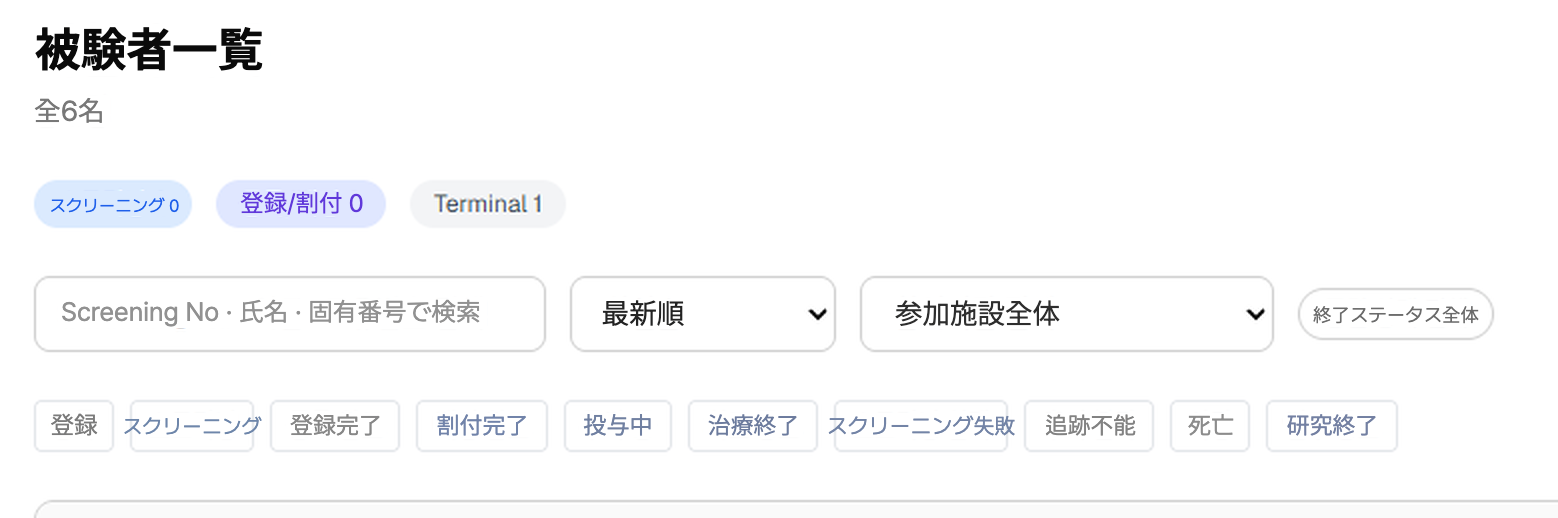 被験者一覧
全6名
スクリーニング 0 登録/割付 0 Terminal 1
Screening No · 氏名 · 固有番号で検索 最新順 参加施設全体 終了ステータス全体
登録 スクリーニング 登録完了 割付完了 投与中 治療終了 スクリーニング失敗 追跡不能 死亡 研究終了